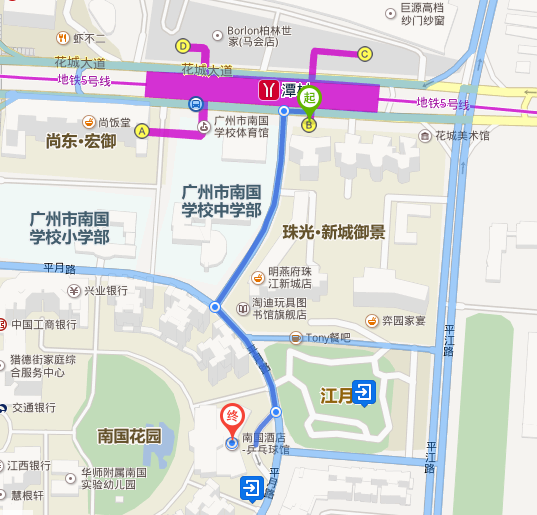 巨源高档
纱门纱窗
虾不二
Borlon柏林世
家(马会店)
D
C
花城大道
花城大道
地铁5号线
潭村
地铁5号线
起
B
尚饭堂
A
广州市南国
学校体育馆
花城美术馆
尚东·宏御
广州市南国
学校中学部
广州市南国
学校小学部
珠光·新城御景
平月路
明燕府珠
江新城店
兴业银行
淘迪玩具图
书馆旗舰店
中国工商银行
弈园家宴
Tony餐吧
平江路
猎德街家庭综
合服务中心
江月
交通银行
终
南国花园
南国酒店
-乒乓球馆
江西银行
华师附属南国
实验幼儿园
平月路
平江路
慧根轩